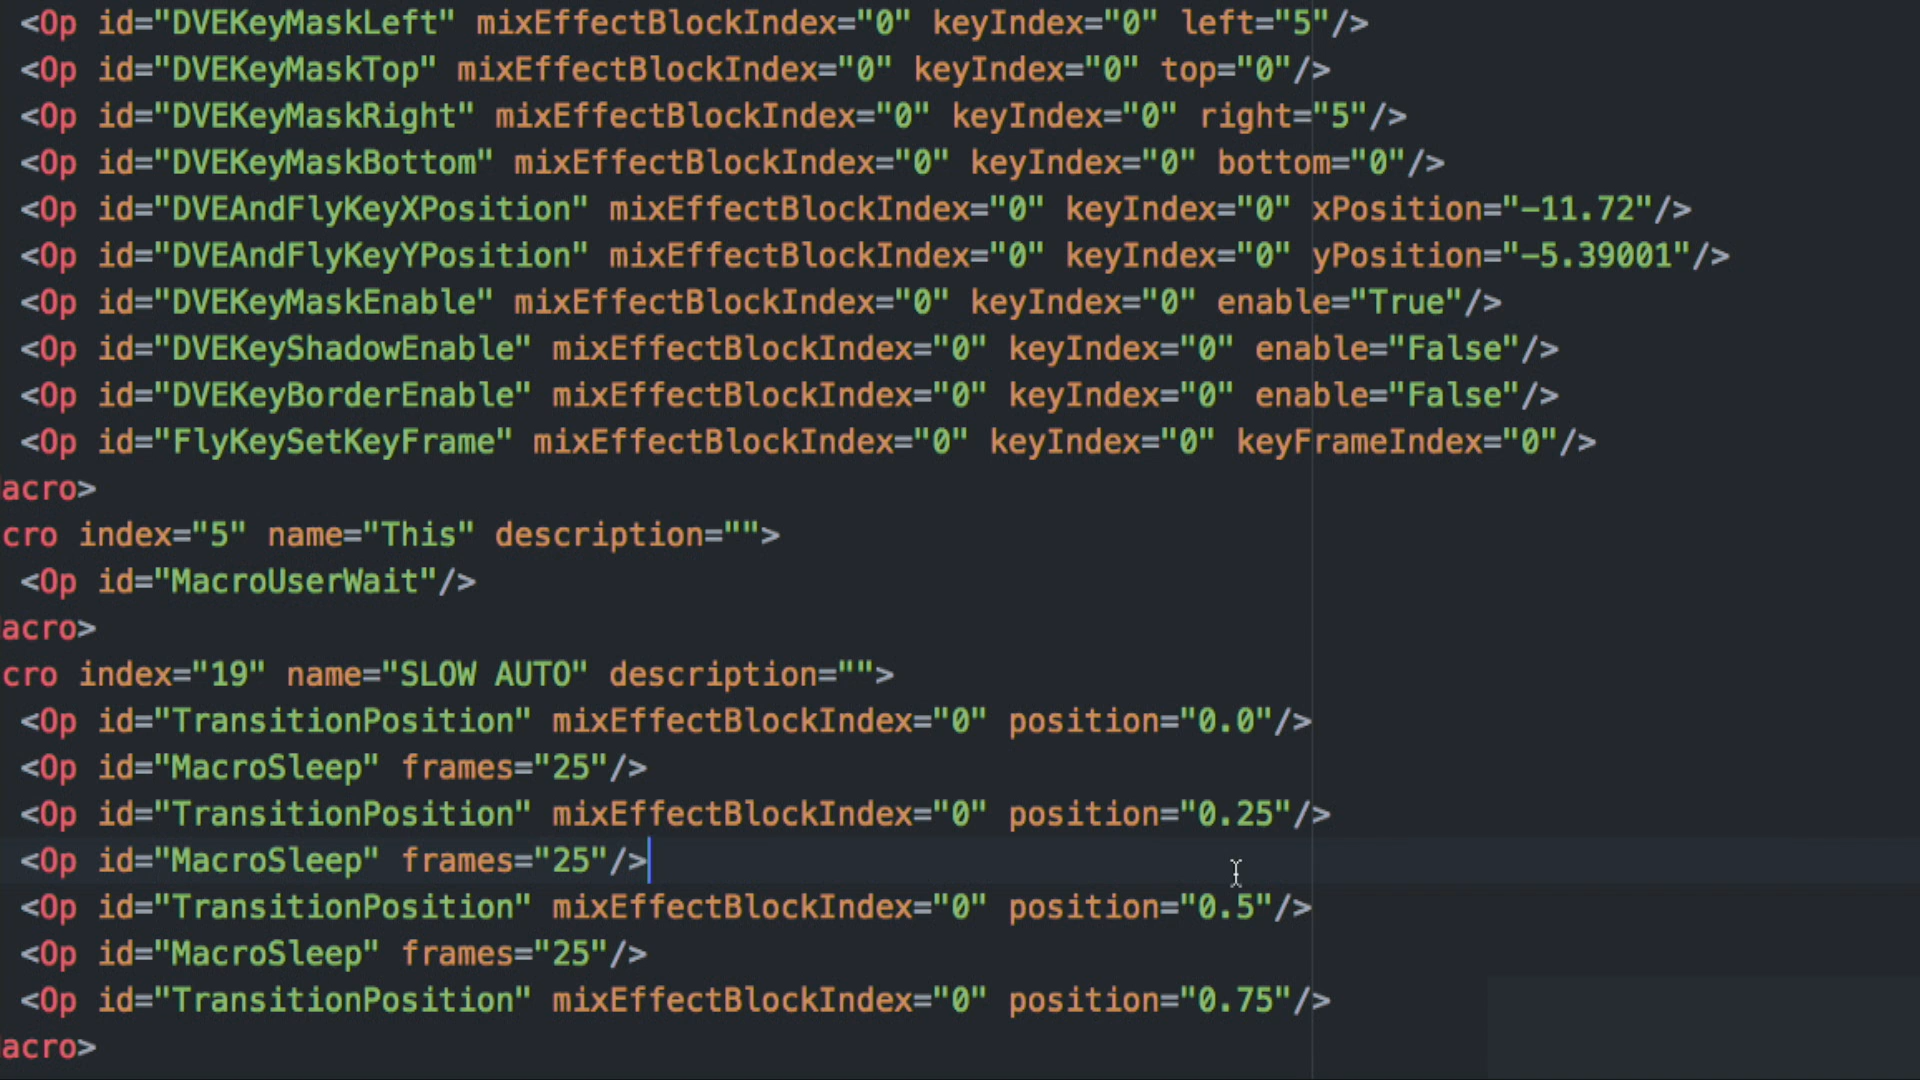 <Op id="DVEKeyMaskLeft" mixEffectBlockIndex="0" keyIndex="0" left="5"/>
<Op id="DVEKeyMaskTop" mixEffectBlockIndex="0" keyIndex="0" top="0"/>
<Op id="DVEKeyMaskRight" mixEffectBlockIndex="0" keyIndex="0" right="5"/>
<Op id="DVEKeyMaskBottom" mixEffectBlockIndex="0" keyIndex="0" bottom="0"/>
<Op id="DVEAndFlyKeyXPosition" mixEffectBlockIndex="0" keyIndex="0" xPosition="-11.72"/>
<Op id="DVEAndFlyKeyYPosition" mixEffectBlockIndex="0" keyIndex="0" yPosition="-5.39001"/>
<Op id="DVEKeyMaskEnable" mixEffectBlockIndex="0" keyIndex="0" enable="True"/>
<Op id="DVEKeyShadowEnable" mixEffectBlockIndex="0" keyIndex="0" enable="False"/>
<Op id="DVEKeyBorderEnable" mixEffectBlockIndex="0" keyIndex="0" enable="False"/>
<Op id="FlyKeySetKeyFrame" mixEffectBlockIndex="0" keyIndex="0" keyFrameIndex="0"/>
acro>
cro index="5" name="This" description="">
<Op id="MacroUserWait"/>
acro>
cro index="19" name="SLOW AUTO" description="">
<Op id="TransitionPosition" mixEffectBlockIndex="0" position="0.0"/>
<Op id="MacroSleep" frames="25"/>
<Op id="TransitionPosition" mixEffectBlockIndex="0" position="0.25"/>
<Op id="MacroSleep" frames="25"/>
<Op id="TransitionPosition" mixEffectBlockIndex="0" position="0.5"/>
<Op id="MacroSleep" frames="25"/>
<Op id="TransitionPosition" mixEffectBlockIndex="0" position="0.75"/>
acro>